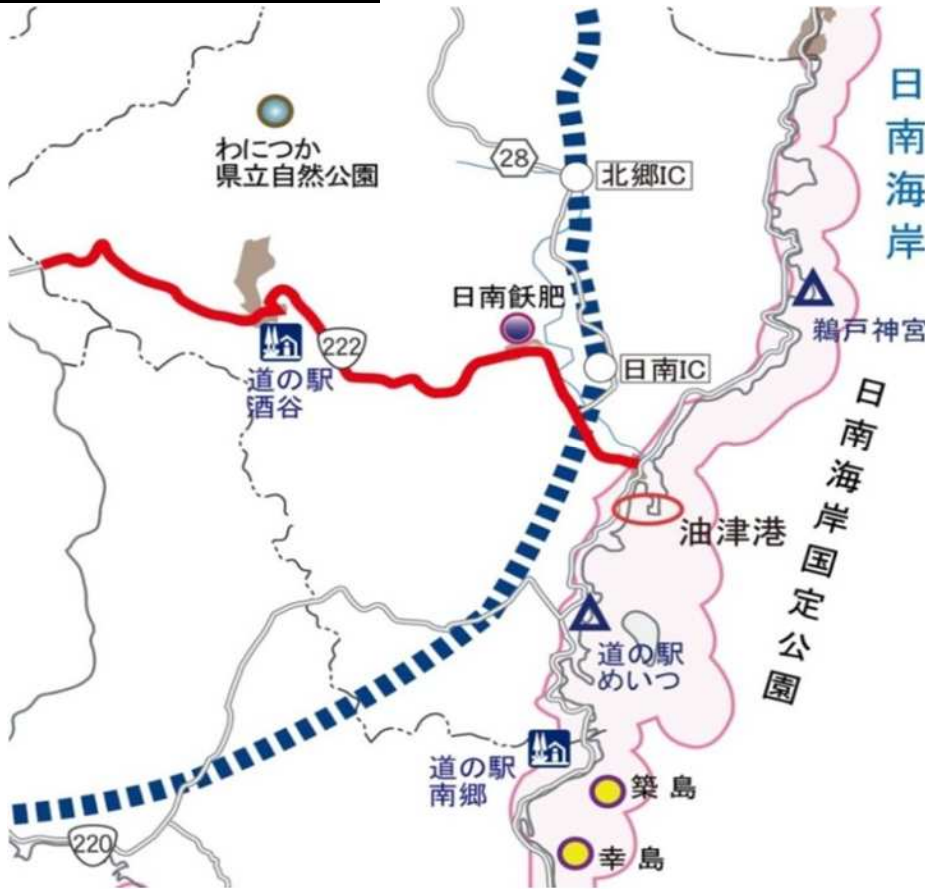 日南海岸
わにつか
県立自然公園
28
北郷IC
日南飫肥
鵜戸神宮
222
日南IC
道の駅
酒谷
日南海岸国定公園
油津港
道の駅
めいつ
道の駅
南郷
築島
220
幸島